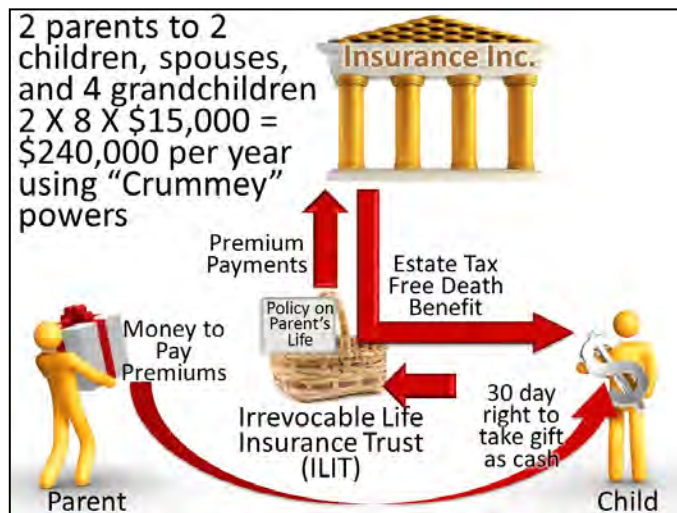 2 parents to 2
children, spouses,
and 4 grandchildren
2 X 8 X $15,000 =
$240,000 per year
using “Crummey”
powers
Insurance Inc.
Premium
Payments
Estate Tax
Free Death
Benefit
Policy on
Parent's
Life
Money to
Pay
Premiums
Irrevocable Life
Insurance Trust
(ILIT)
30 day
right to
take gift
as cash
$
Parent
Child